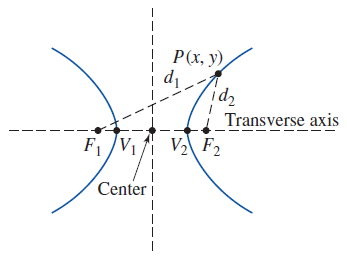 P(x, y)
d₁
d₂
Transverse axis
F₁ V₁ V₂ F₂
Center